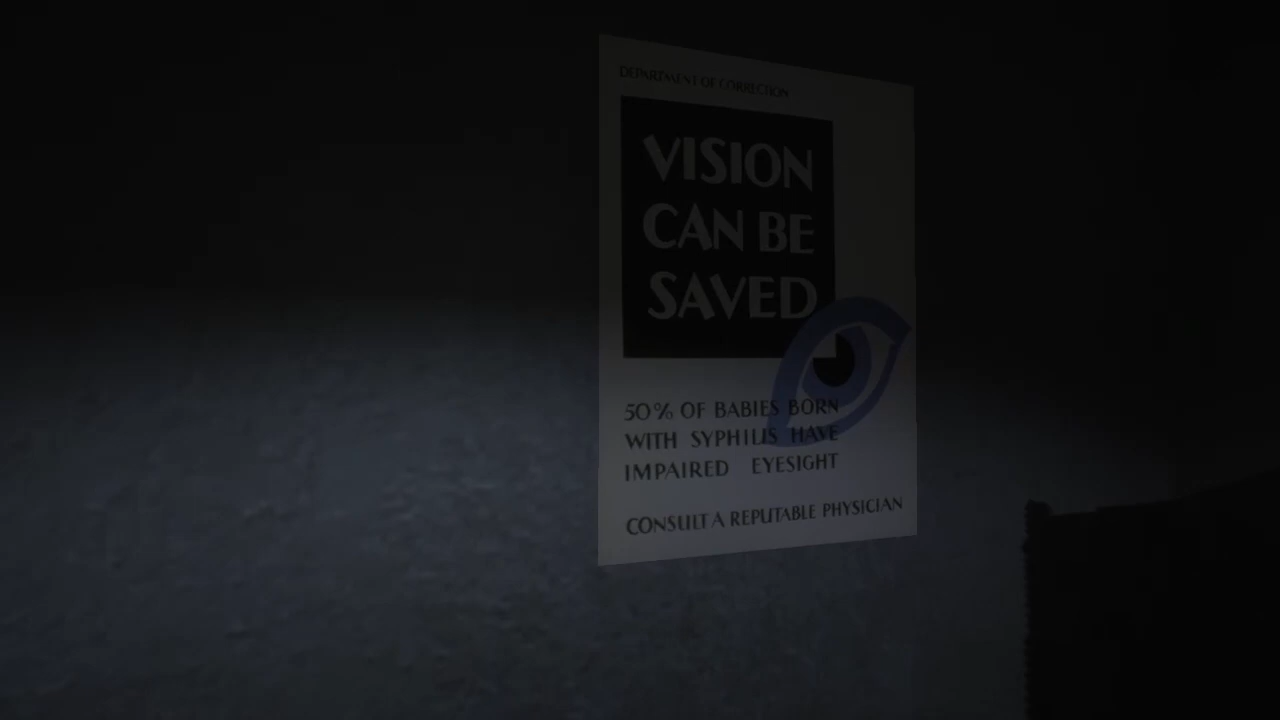 DEPARTMENT OF CORRECTION
VISION
CAN BE
SAVED
50% OF BABIES BORN
WITH SYPHILIS HAVE
IMPAIRED EYESIGHT
CONSULT A REPUTABLE PHYSICIAN